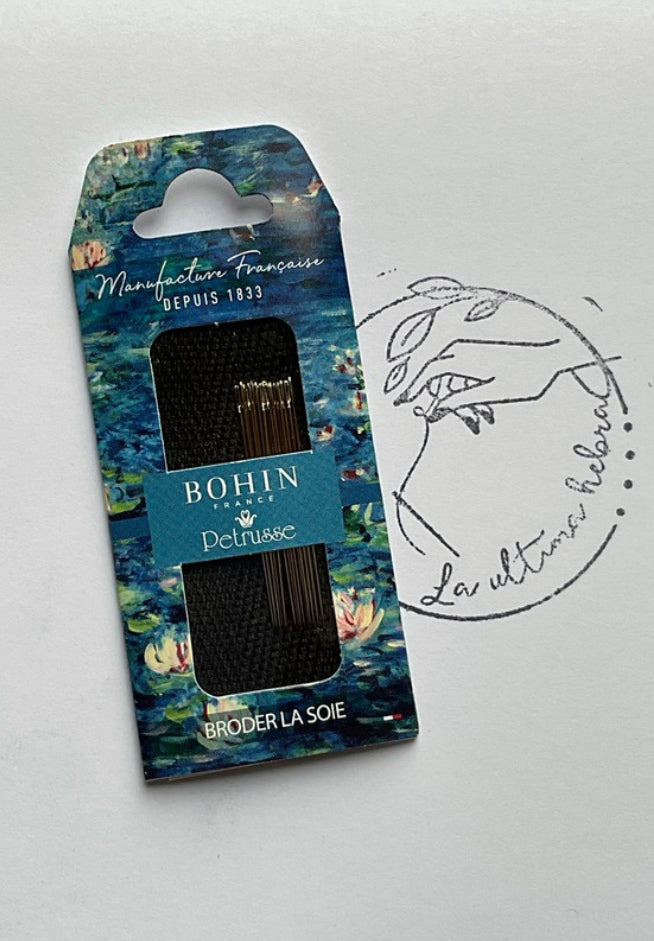 Manufacture Française
DEPUIS 1833
BOHIN
FRANCE
Petrusse
BRODER LA SOIE
La ultima hebra